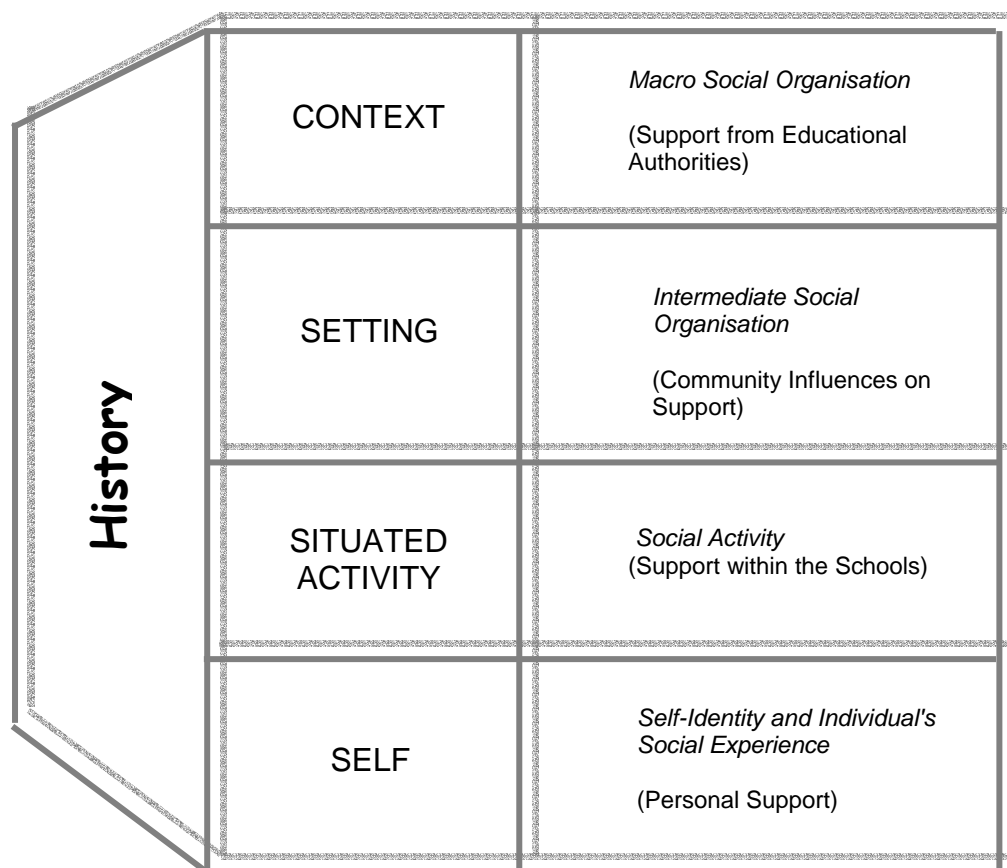 History
CONTEXT
Macro Social Organisation
(Support from Educational
Authorities)
SETTING
Intermediate Social
Organisation
(Community Influences on
Support)
SITUATED
ACTIVITY
Social Activity
(Support within the Schools)
SELF
Self-Identity and Individual's
Social Experience
(Personal Support)